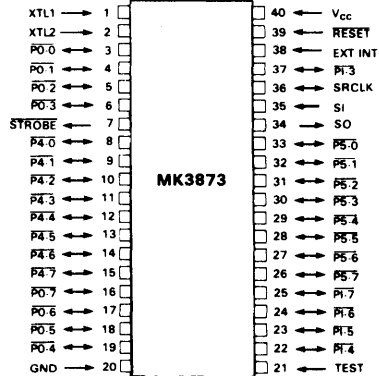 XTL1 1
XTL2 2
P0-0 3
P0-1 4
P0-2 5
P0-3 6
STROBE 7
P4-0 8
P4-1 9
P4-2 10
P4-3 11
P4-4 12
P4-5 13
P4-6 14
P4-7 15
P0-7 16
P0-6 17
P0-5 18
P0-4 19
GND 20
MK3873
40 VCC
39 RESET
38 EXT INT
37 PI-3
36 SRCLK
35 SI
34 SO
33 P5-0
32 P5-1
31 P5-2
30 P5-3
29 P5-4
28 P5-5
27 P5-6
26 P5-7
25 PI-7
24 PI-6
23 PI-5
22 PI-4
21 TEST